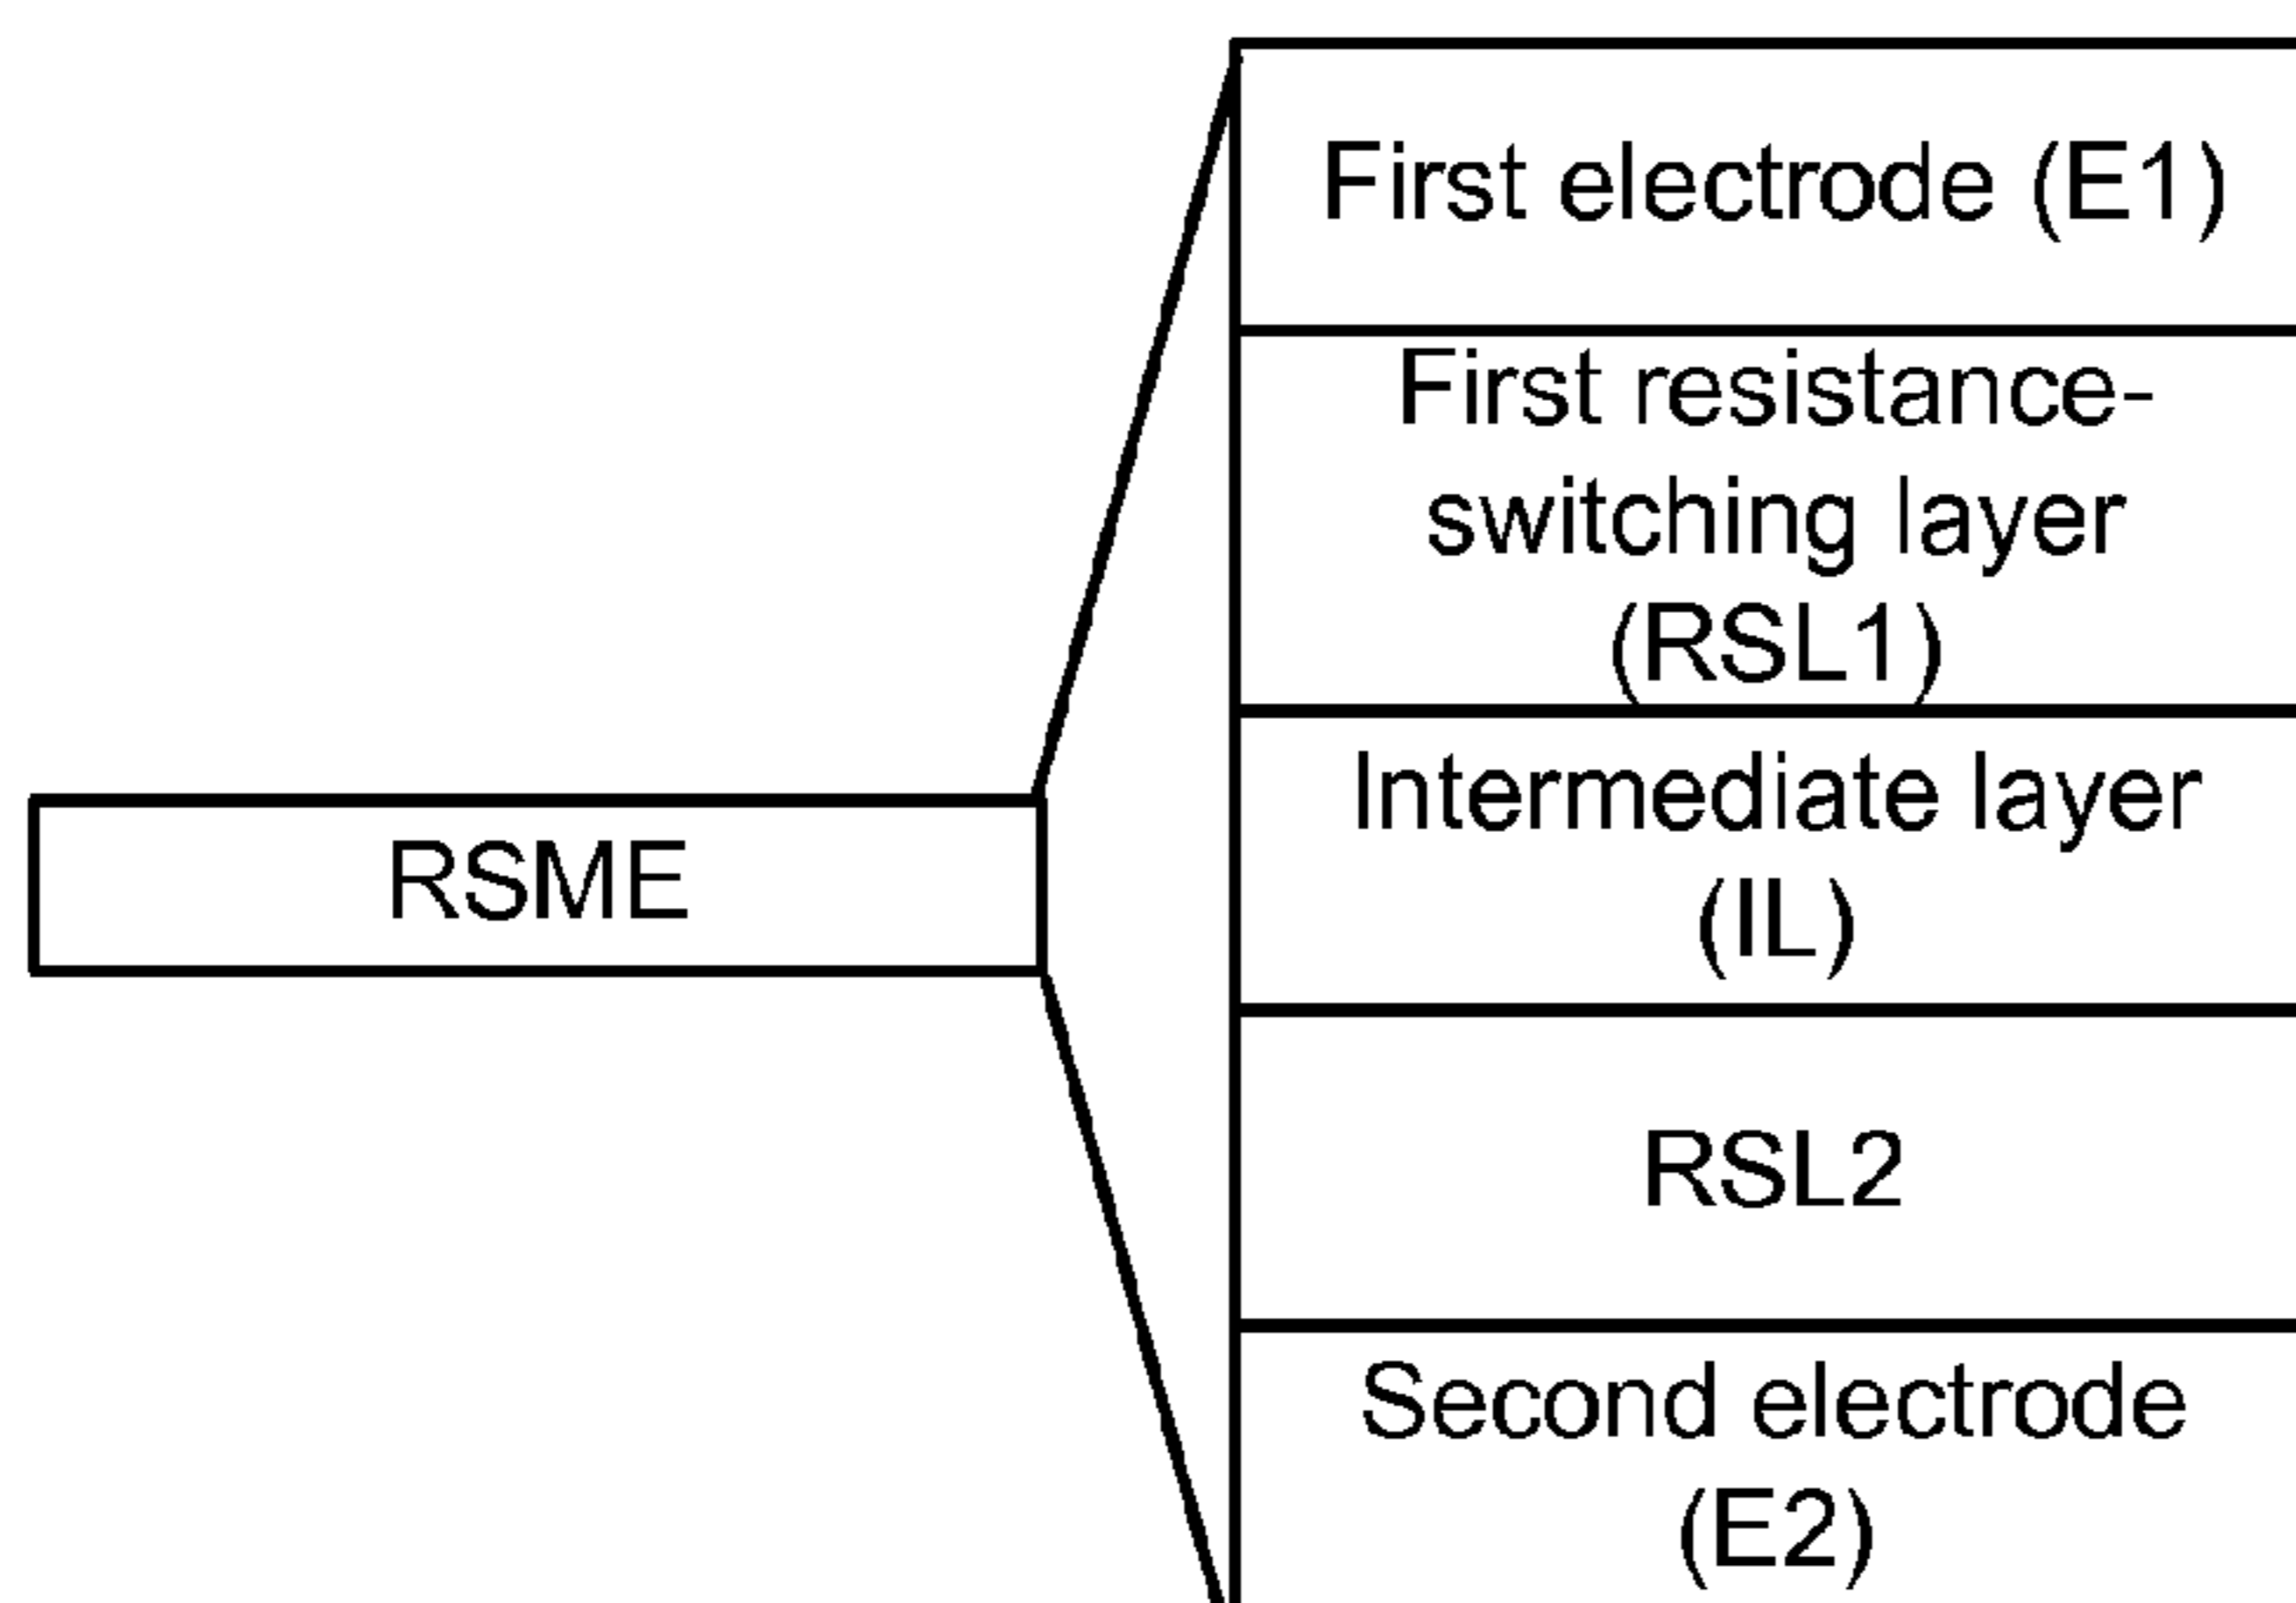 First electrode (E1)
First resistance-
switching layer
(RSL1)
Intermediate layer
(IL)
RSME
RSL2
Second electrode
(E2)